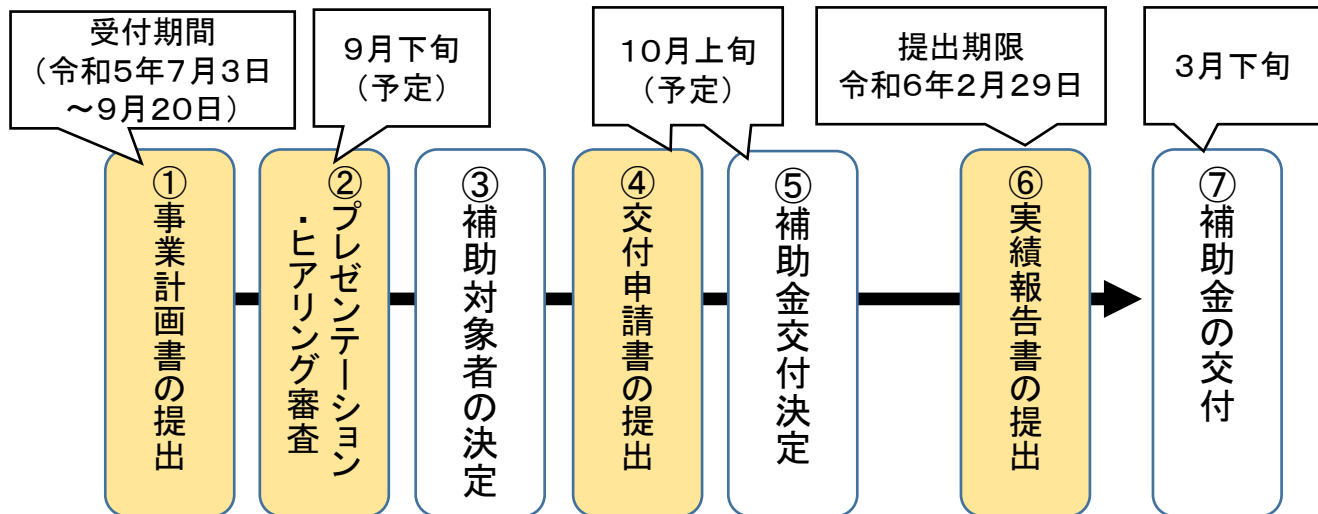 受付期間
（令和5年7月3日
～9月20日）
9月下旬
（予定）
10月上旬
（予定）
提出期限
令和6年2月29日
3月下旬
①事業計画書の提出
②プレゼンテーション
・ヒアリング審査
③補助対象者の決定
④交付申請書の提出
⑤補助金交付決定
⑥実績報告書の提出
⑦補助金の交付